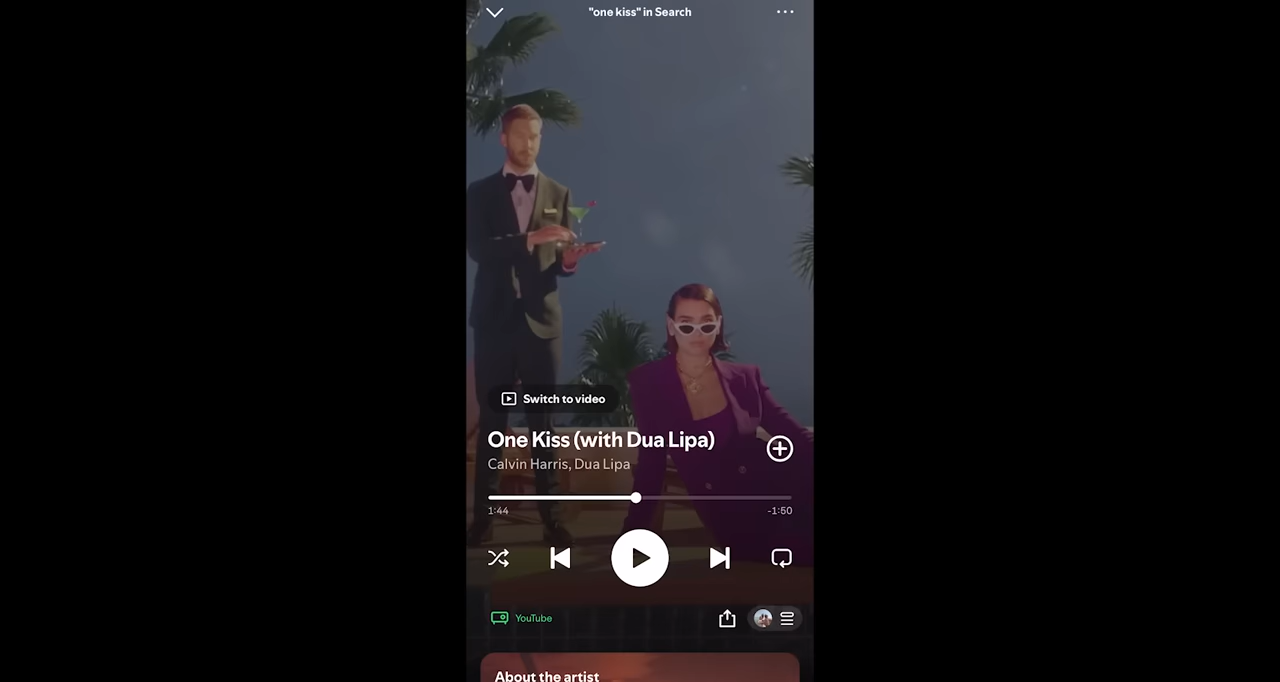 "one kiss" in Search
Switch to video
One Kiss (with Dua Lipa)
Calvin Harris, Dua Lipa
1:44
-1:50
YouTube
About the artist